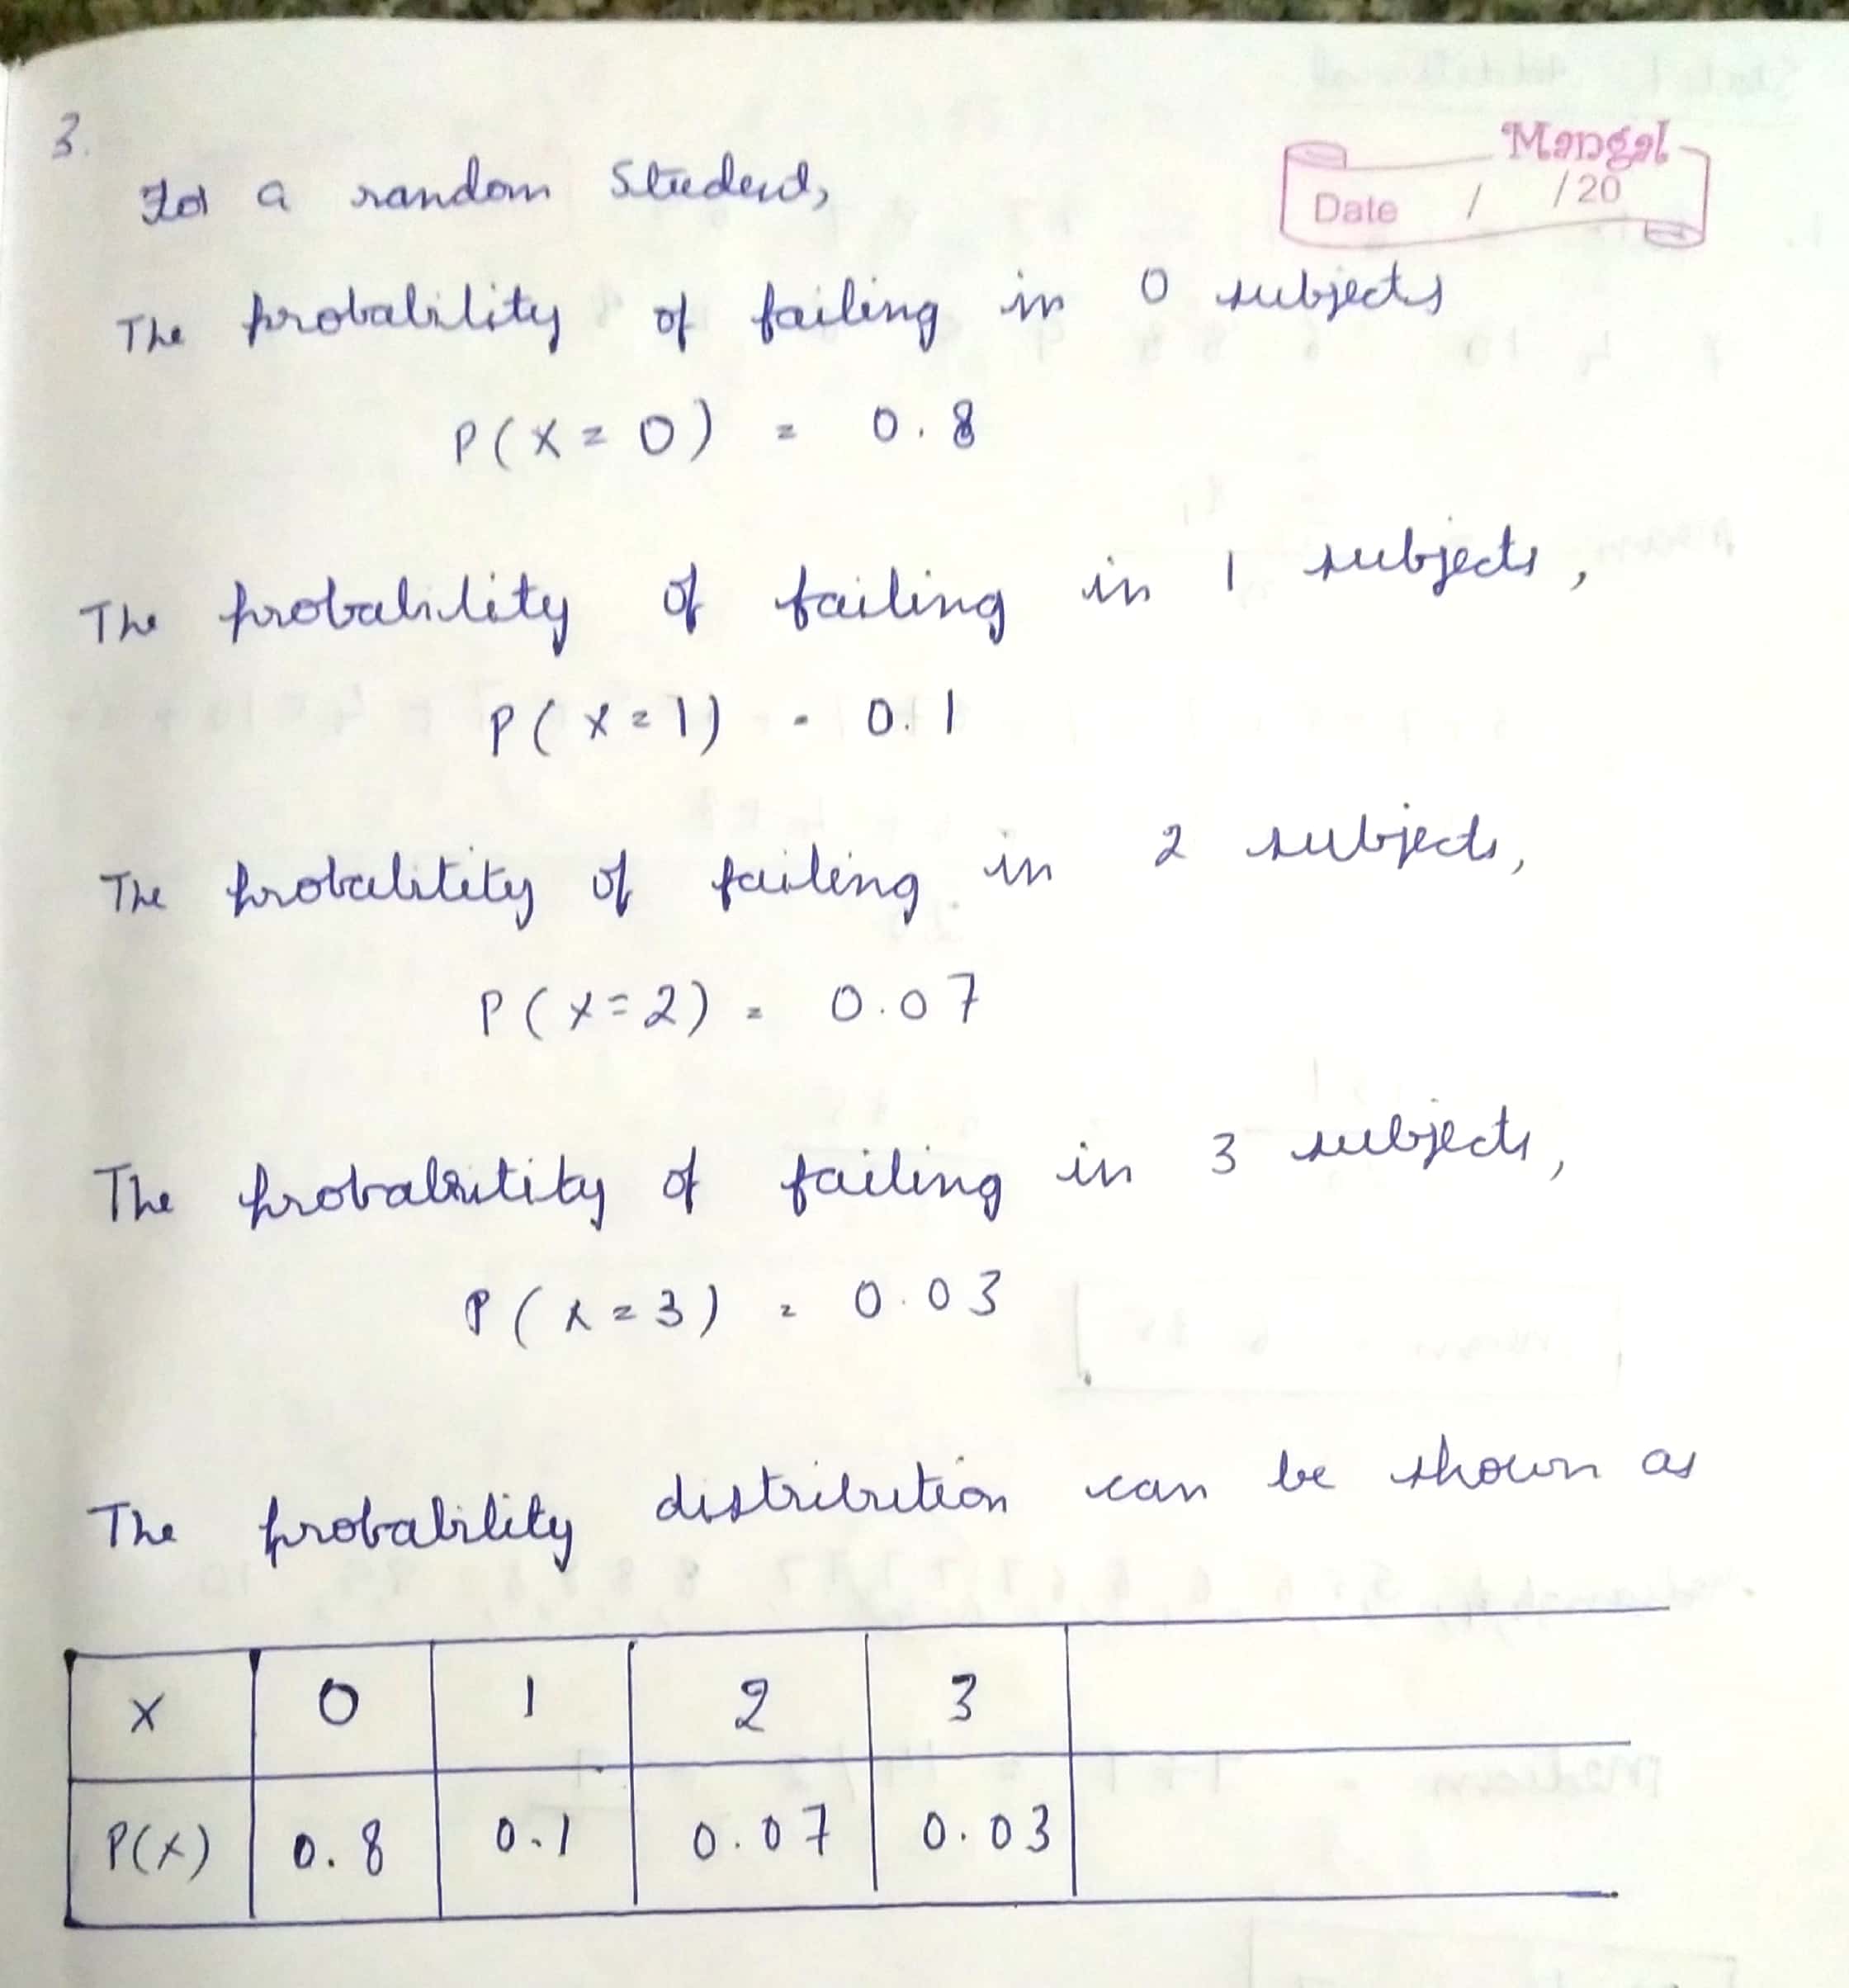 3.
Mangal
Date / /20
For a random Student,
The probability of failing in 0 subjects
P(X = 0) = 0.8
The probability of failing in 1 subjects,
P(X = 1) = 0.1
The probalitity of failing in 2 subjects,
P(X = 2) = 0.07
The probability of failing in 3 subjects,
P(X = 3) = 0.03
The probability distribution can be shown as
X 0 1 2 3
P(X) 0.8 0.1 0.07 0.03